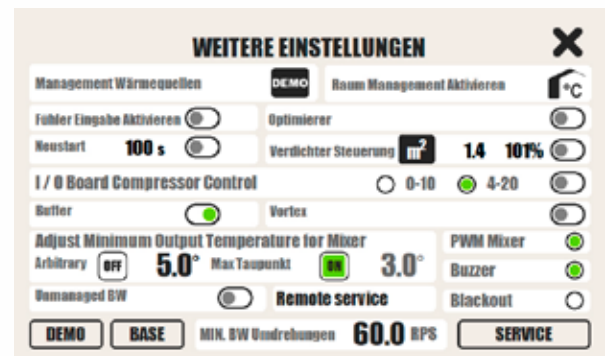 WEITERE EINSTELLUNGEN
Management Wärmequellen DEMO Raum Management Aktivieren °C
Fühler Eingabe Aktivieren Optimierer
Neustart 100 s Verdichter Steuerung m² 1.4 101%
I / O Board Compressor Control 0-10 4-20
Buffer Vortex
Adjust Minimum Output Temperature for Mixer PWM Mixer
Arbitrary OFF 5.0° Max Taupunkt ON 3.0° Buzzer
Unmanaged BW Remote service Blackout
DEMO BASE MIN. BW Umdrehungen 60.0 RPS SERVICE